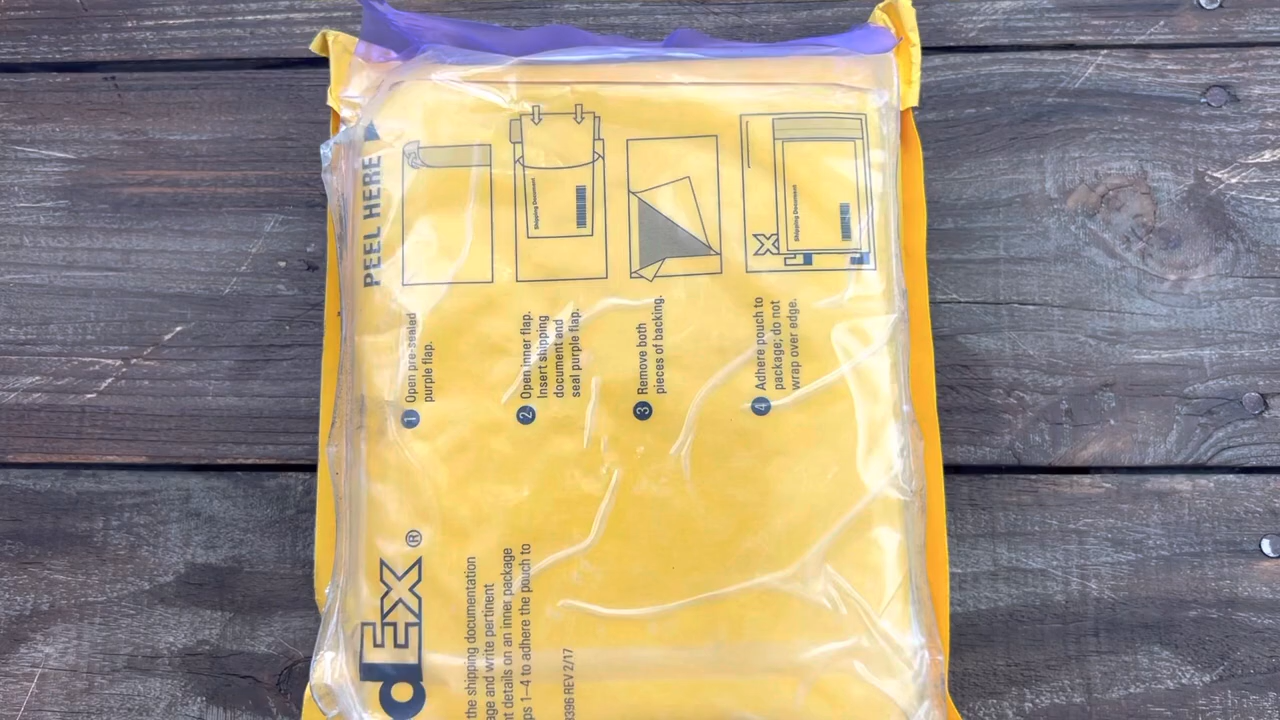 PEEL HERE
1 Open pre-sealed
purple flap.
Shipping Document
2 Open inner flap.
Insert shipping
document and
seal purple flap.
3 Remove both
pieces of backing.
x
Shipping Document
4 Adhere pouch to
package; do not
wrap over edge.
dEx®
the shipping documentation
and write pertinent
details on an inner package
1–4 to adhere the pouch to
REV 2/17